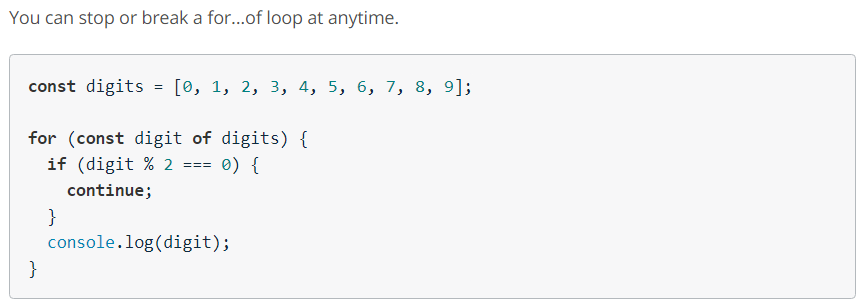 You can stop or break a for...of loop at anytime.
const digits = [0, 1, 2, 3, 4, 5, 6, 7, 8, 9];
for (const digit of digits) {
  if (digit % 2 === 0) {
    continue;
  }
  console.log(digit);
}